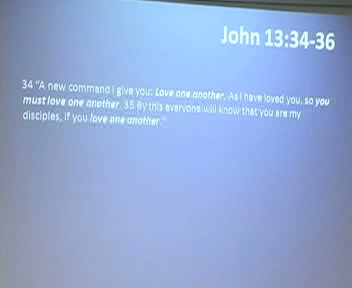 John 13:34-36
34 "A new command I give you: Love one another. As I have loved you, so you
must love one another. 35 By this everyone will know that you are my
disciples, if you love one another."